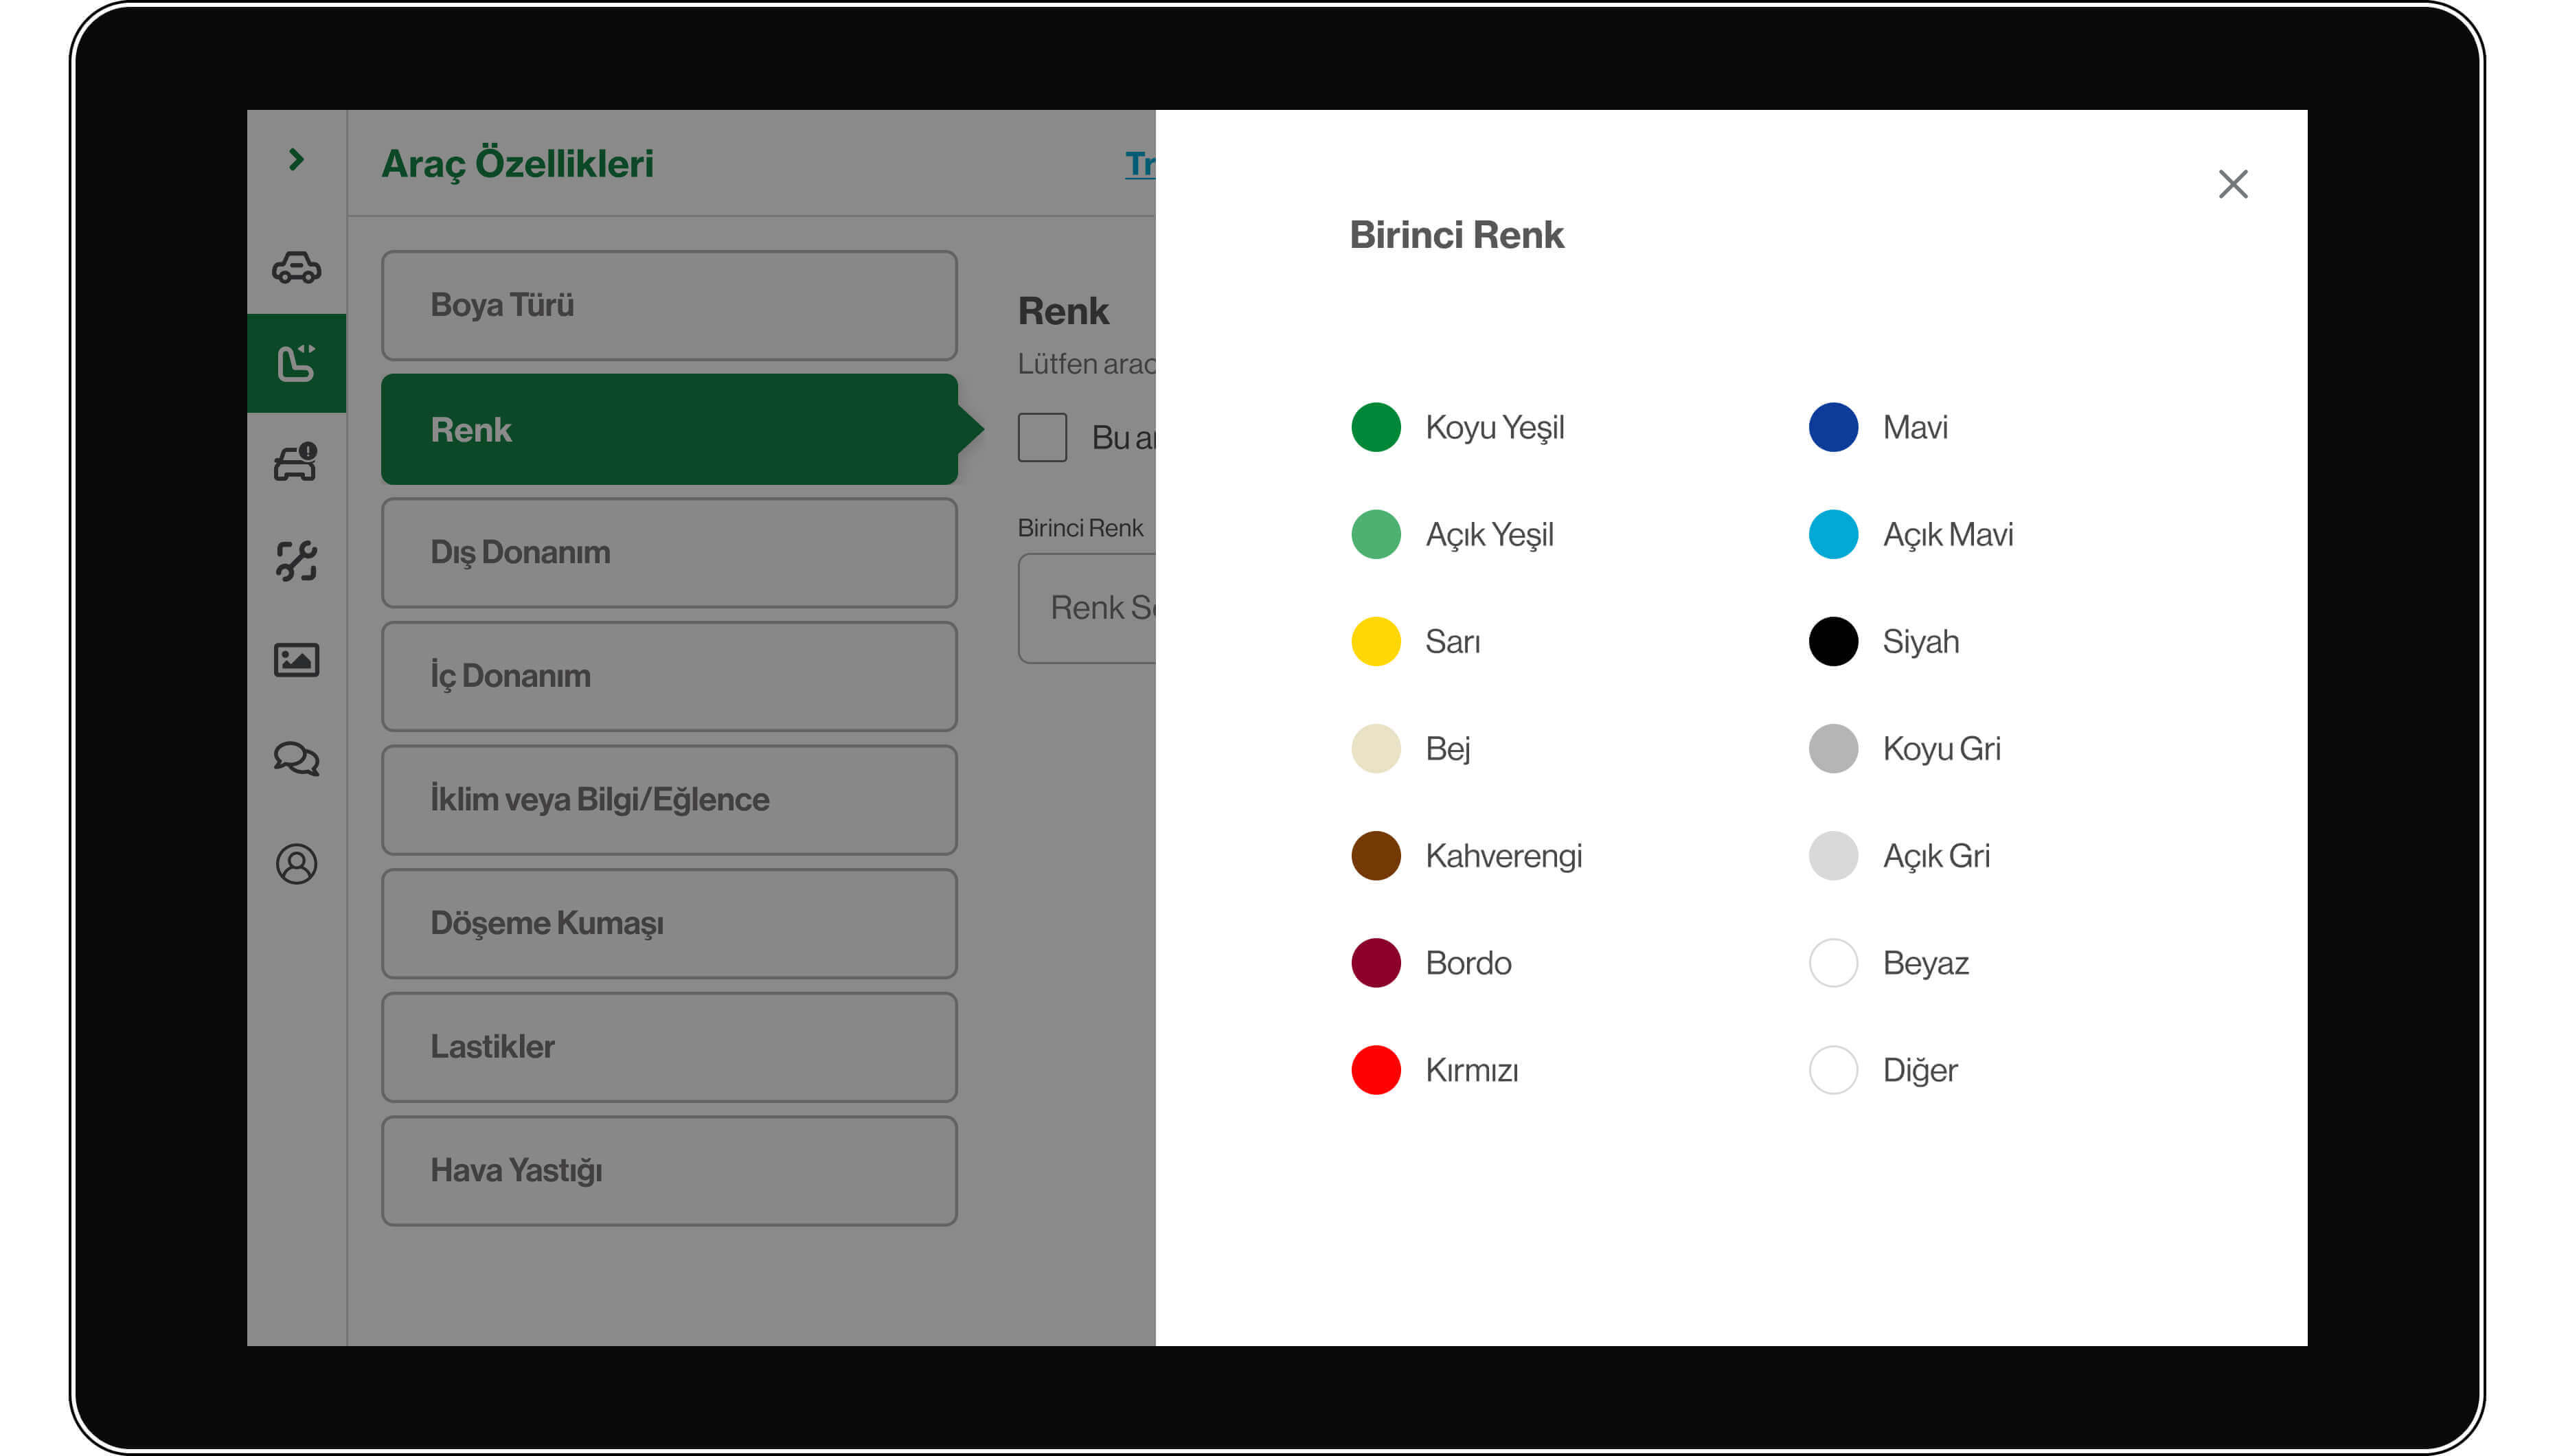 Araç Özellikleri
Boya Türü
Renk
Dış Donanım
İç Donanım
İklim veya Bilgi/Eğlence
Döşeme Kumaşı
Lastikler
Hava Yastığı
Renk
Lütfen
Bu
Birinci Renk
Renk
Birinci Renk
Koyu Yeşil
Açık Yeşil
Sarı
Bej
Kahverengi
Bordo
Kırmızı
Mavi
Açık Mavi
Siyah
Koyu Gri
Açık Gri
Beyaz
Diğer